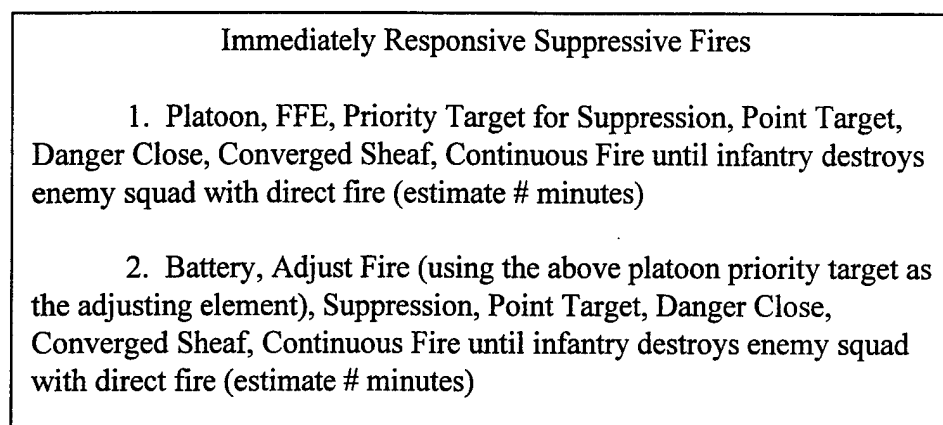 Immediately Responsive Suppressive Fires
1. Platoon, FFE, Priority Target for Suppression, Point Target,
Danger Close, Converged Sheaf, Continuous Fire until infantry destroys
enemy squad with direct fire (estimate # minutes)
2. Battery, Adjust Fire (using the above platoon priority target as
the adjusting element), Suppression, Point Target, Danger Close,
Converged Sheaf, Continuous Fire until infantry destroys enemy squad
with direct fire (estimate # minutes)